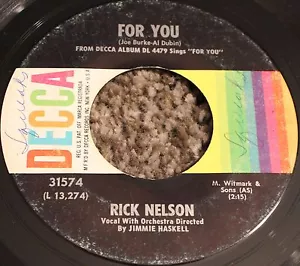 FOR YOU
(Joe Burke-Al Dubin)
FROM DECCA ALBUM DL 4479 Sings "FOR YOU"
DECCA
31574
(L 13,274)
M. Witmark &
Sons (AS)
(2:15)
RICK NELSON
Vocal With Orchestra Directed
By JIMMIE HASKELL